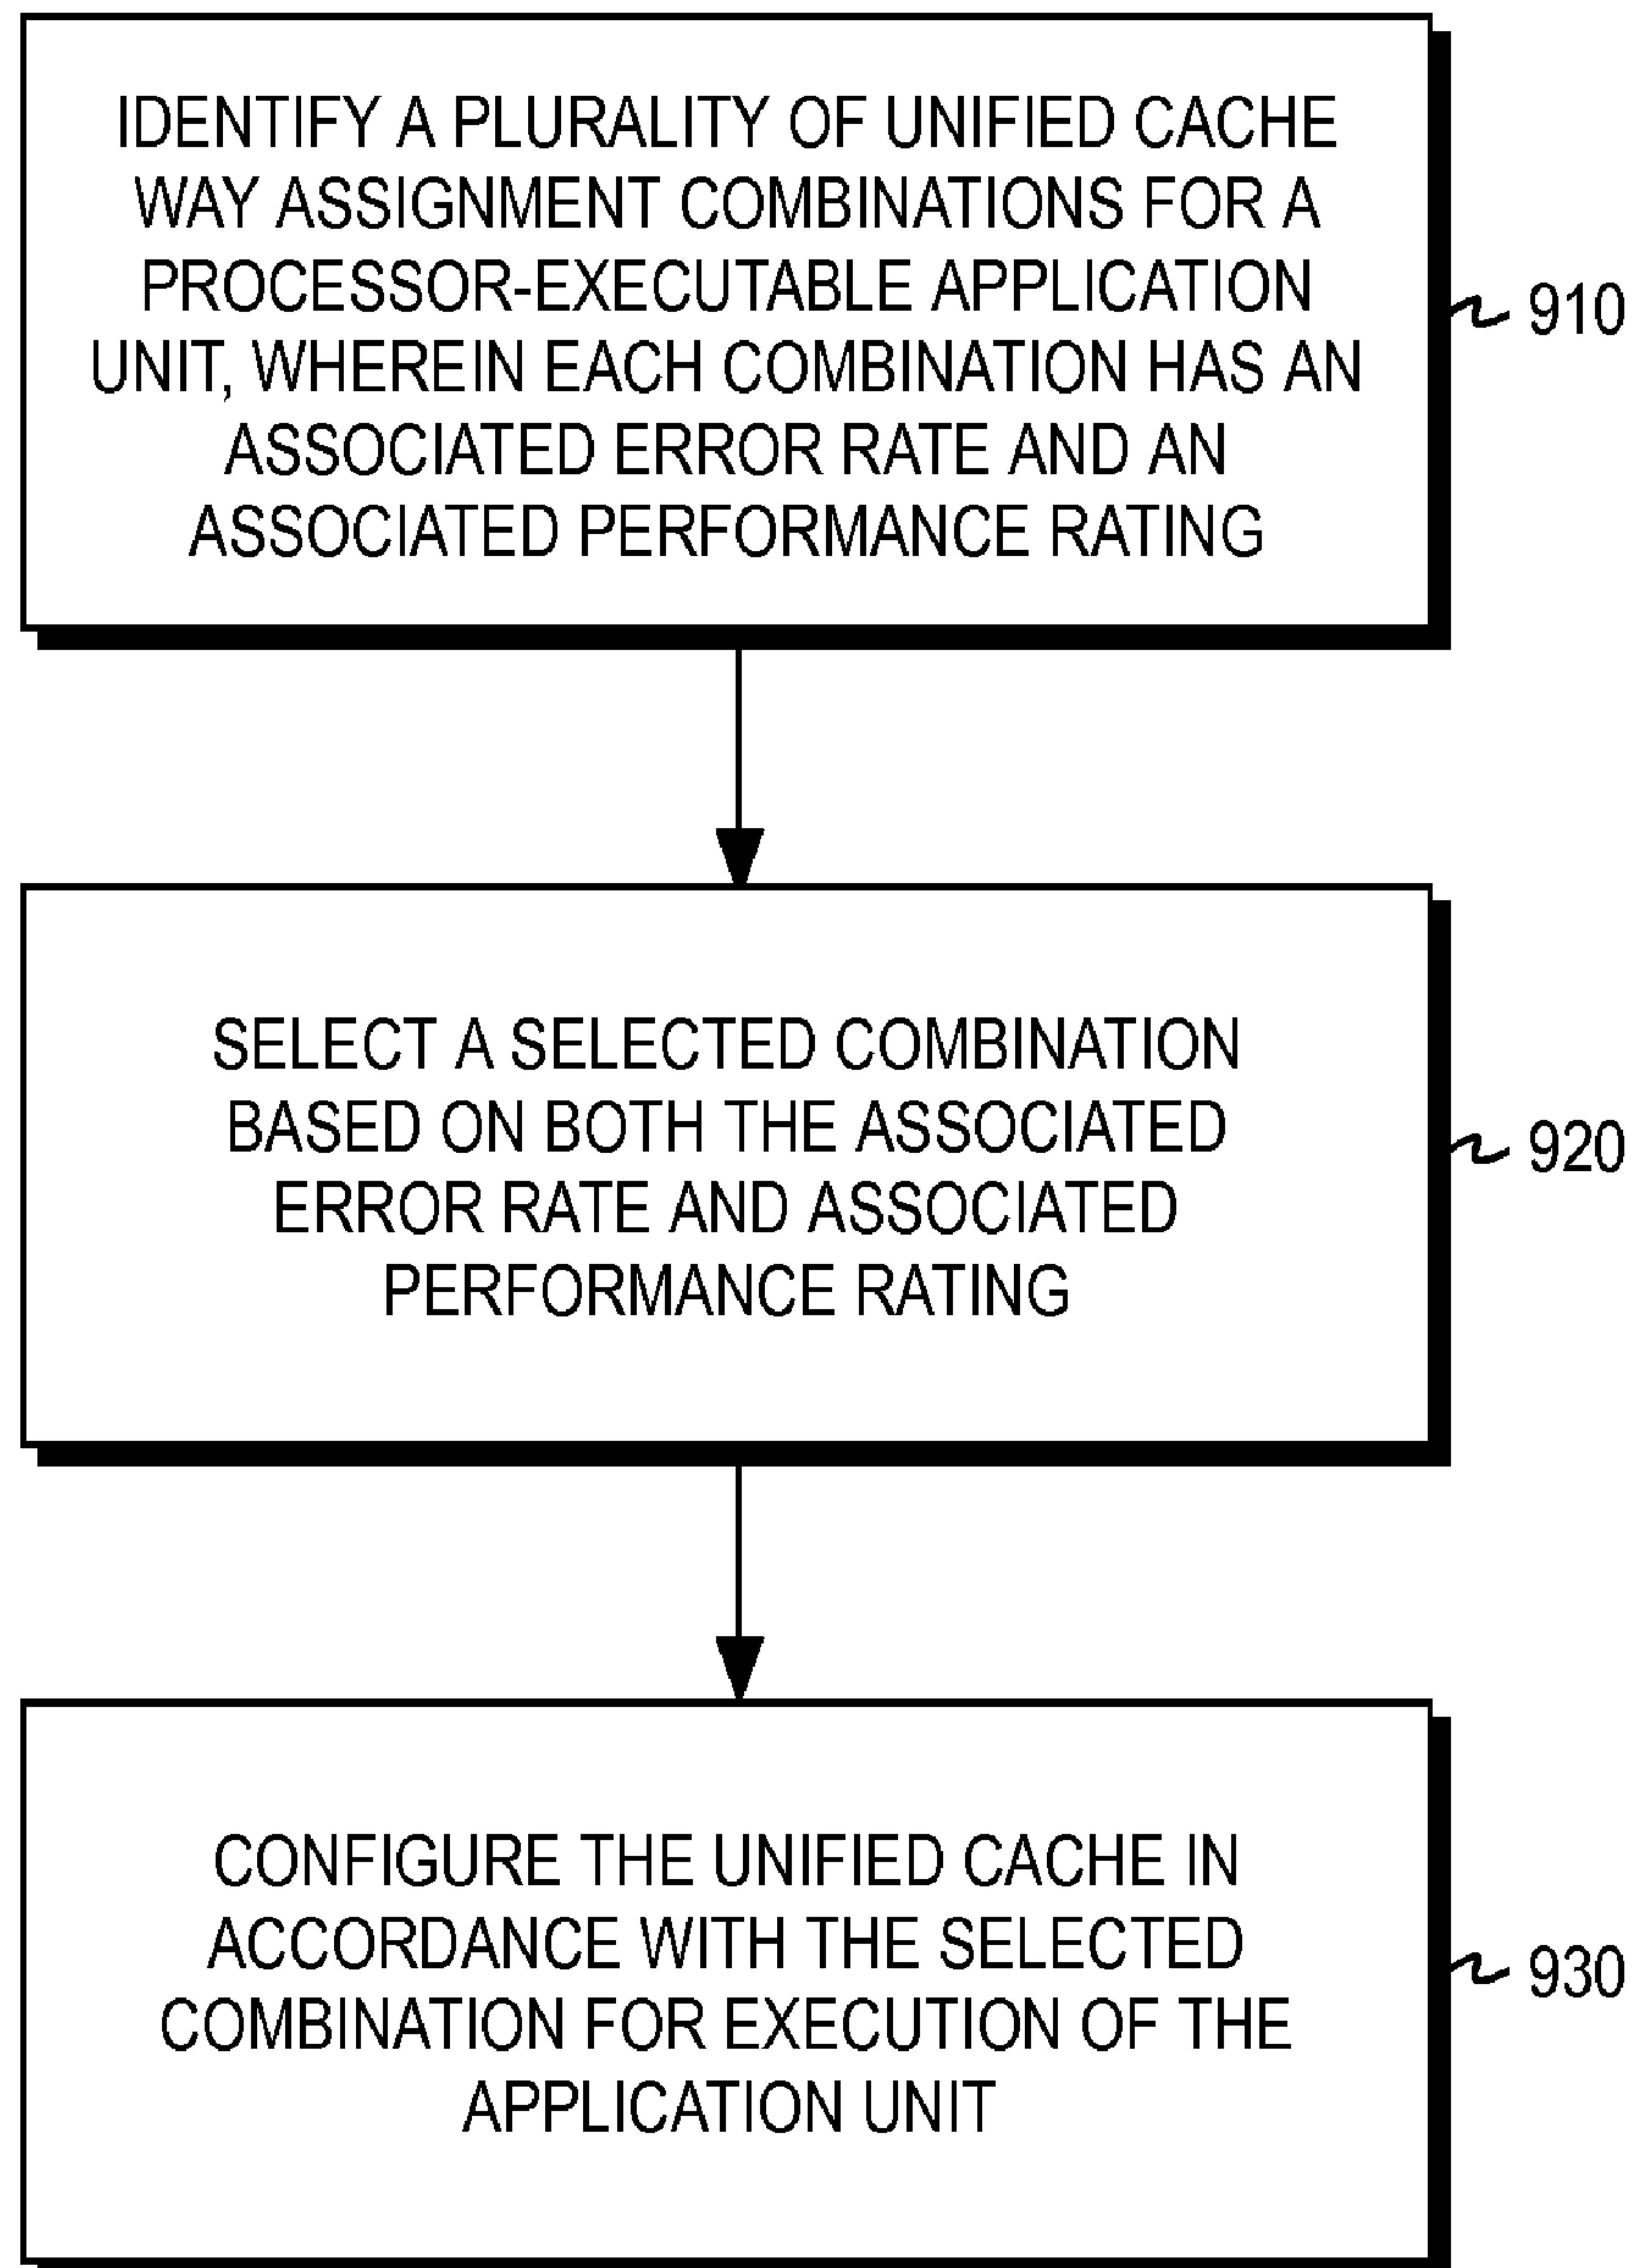 IDENTIFY A PLURALITY OF UNIFIED CACHE
WAY ASSIGNMENT COMBINATIONS FOR A
PROCESSOR-EXECUTABLE APPLICATION
UNIT, WHEREIN EACH COMBINATION HAS AN
ASSOCIATED ERROR RATE AND AN
ASSOCIATED PERFORMANCE RATING
910
SELECT A SELECTED COMBINATION
BASED ON BOTH THE ASSOCIATED
ERROR RATE AND ASSOCIATED
PERFORMANCE RATING
920
CONFIGURE THE UNIFIED CACHE IN
ACCORDANCE WITH THE SELECTED
COMBINATION FOR EXECUTION OF THE
APPLICATION UNIT
930